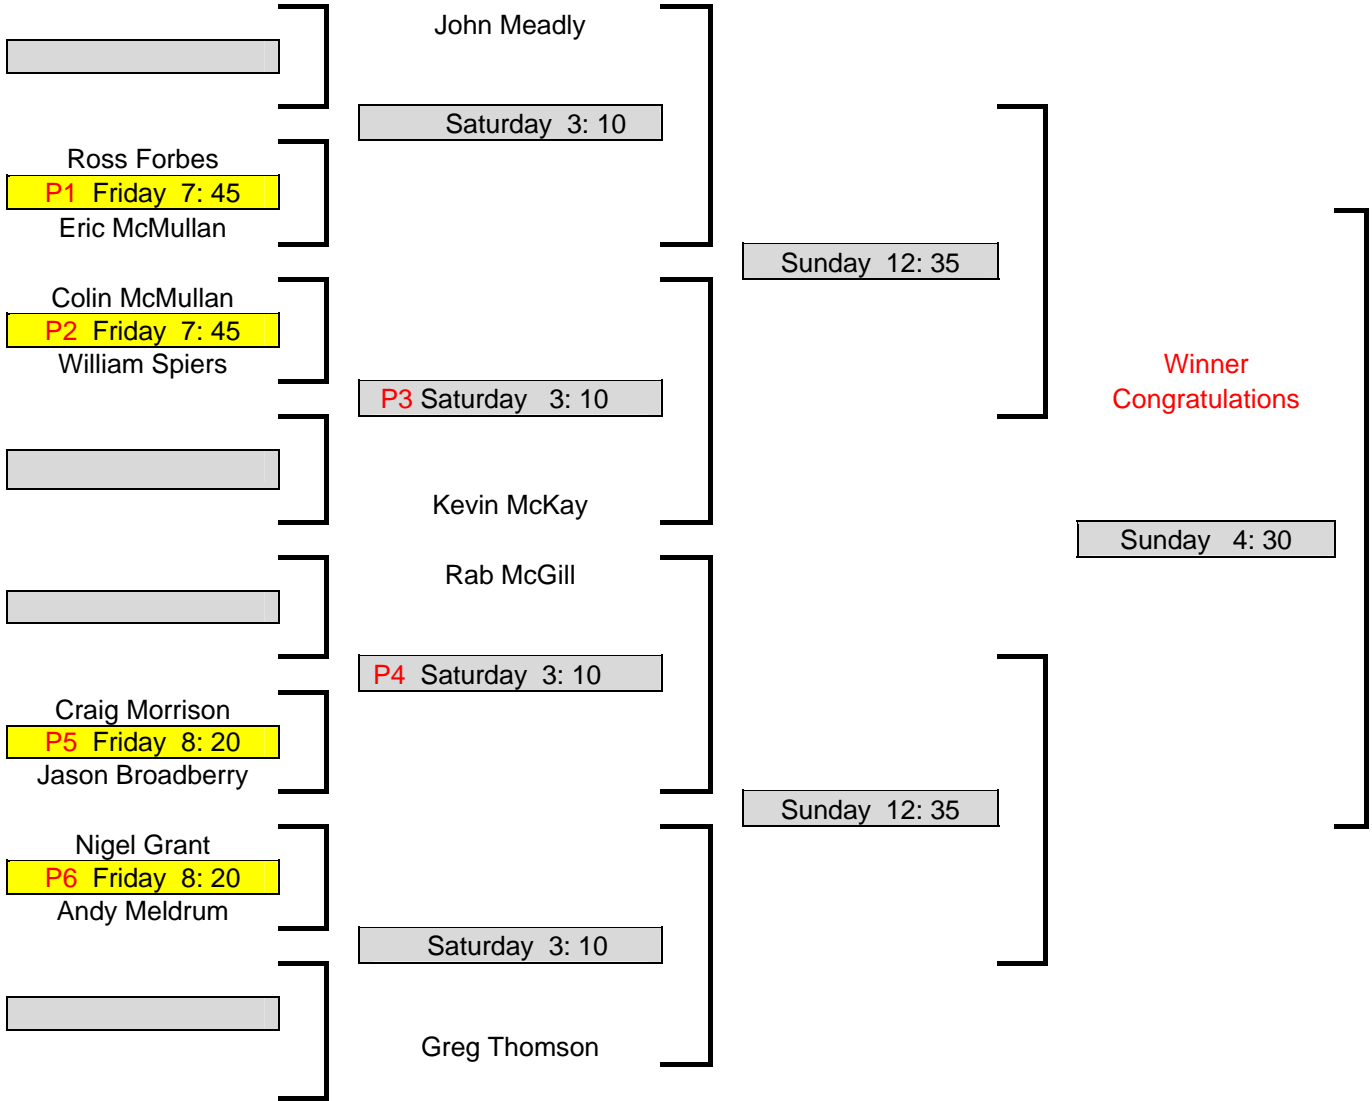 John Meadly
Saturday 3: 10
Ross Forbes
P1 Friday 7: 45
Eric McMullan
Sunday 12: 35
Colin McMullan
P2 Friday 7: 45
William Spiers
Winner
Congratulations
P3 Saturday 3: 10
Kevin McKay
Sunday 4: 30
Rab McGill
P4 Saturday 3: 10
Craig Morrison
P5 Friday 8: 20
Jason Broadberry
Sunday 12: 35
Nigel Grant
P6 Friday 8: 20
Andy Meldrum
Saturday 3: 10
Greg Thomson